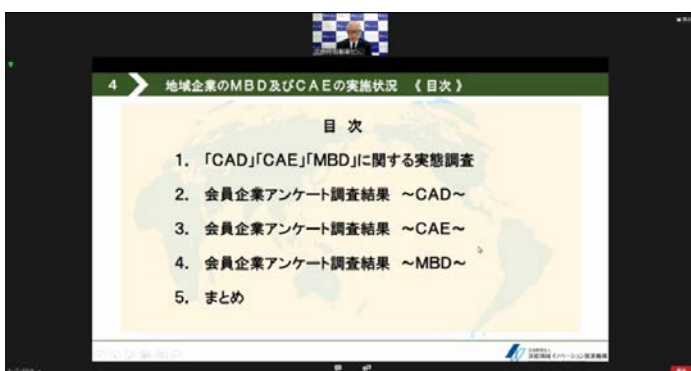 4 地域企業のMBD及びCAEの実施状況 《 目次 》
目 次
1. 「CAD」「CAE」「MBD」に関する実態調査
2. 会員企業アンケート調査結果 ～CAD～
3. 会員企業アンケート調査結果 ～CAE～
4. 会員企業アンケート調査結果 ～MBD～
5. まとめ